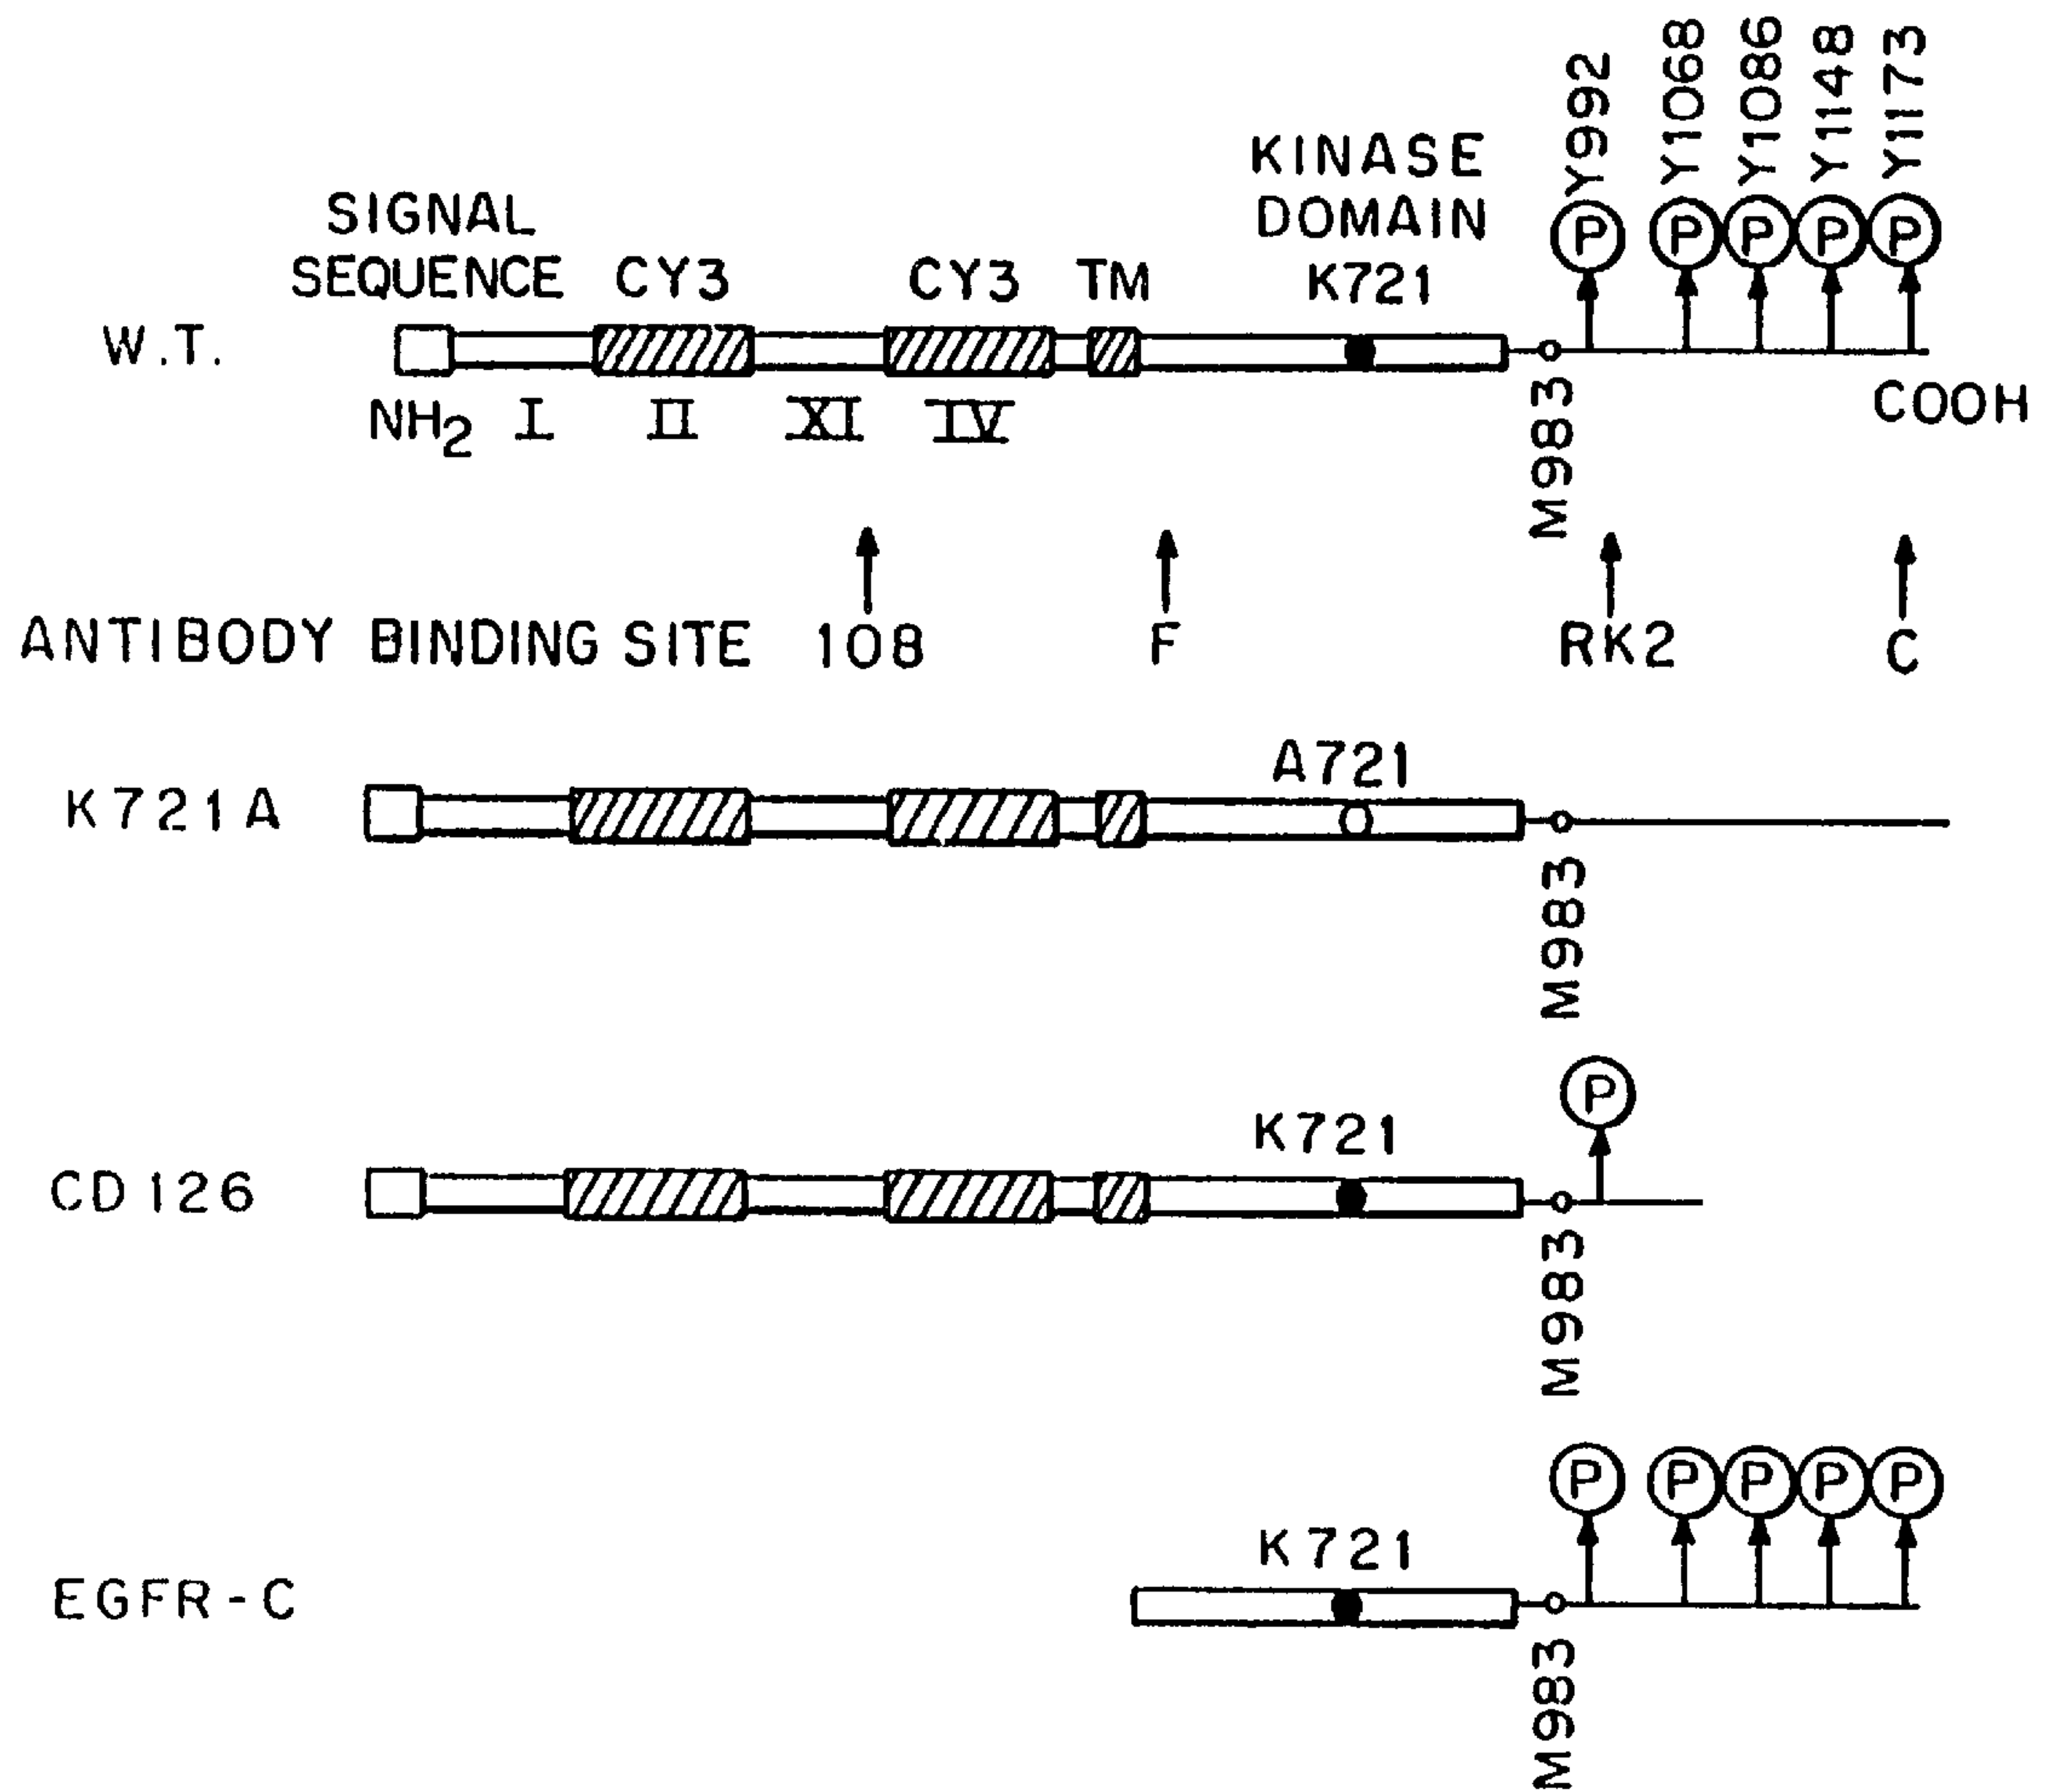 Y992 Y1068 Y1086 Y1148 Y1173
KINASE
DOMAIN
SIGNAL
SEQUENCE CY3 CY3 TM K721
P P P P P
W.T.
NH2 I II XI IV M983 COOH
ANTIBODY BINDING SITE 108 F RK2 C
A721
K721A
M983
P
K721
CD126
M983
P P P P P
K721
EGFR-C
M983